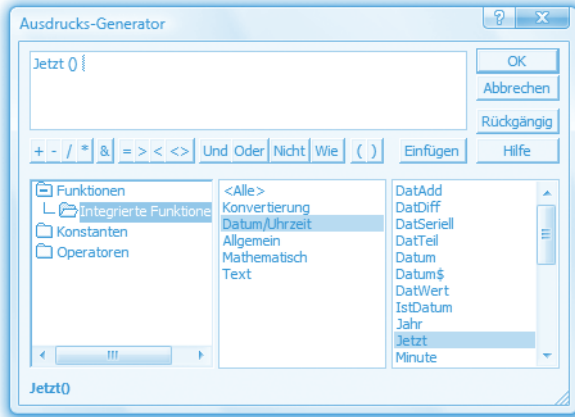 Ausdrucks-Generator
?
X
Jetzt ()
OK
Abbrechen
Rückgängig
+ - / * & = > < <> Und Oder Nicht Wie ( ) Einfügen Hilfe
Funktionen
Integrierte Funktione
Konstanten
Operatoren
<Alle>
Konvertierung
Datum/Uhrzeit
Allgemein
Mathematisch
Text
DatAdd
DatDiff
DatSeriell
DatTeil
Datum
Datum$
DatWert
IstDatum
Jahr
Jetzt
Minute
Jetzt()